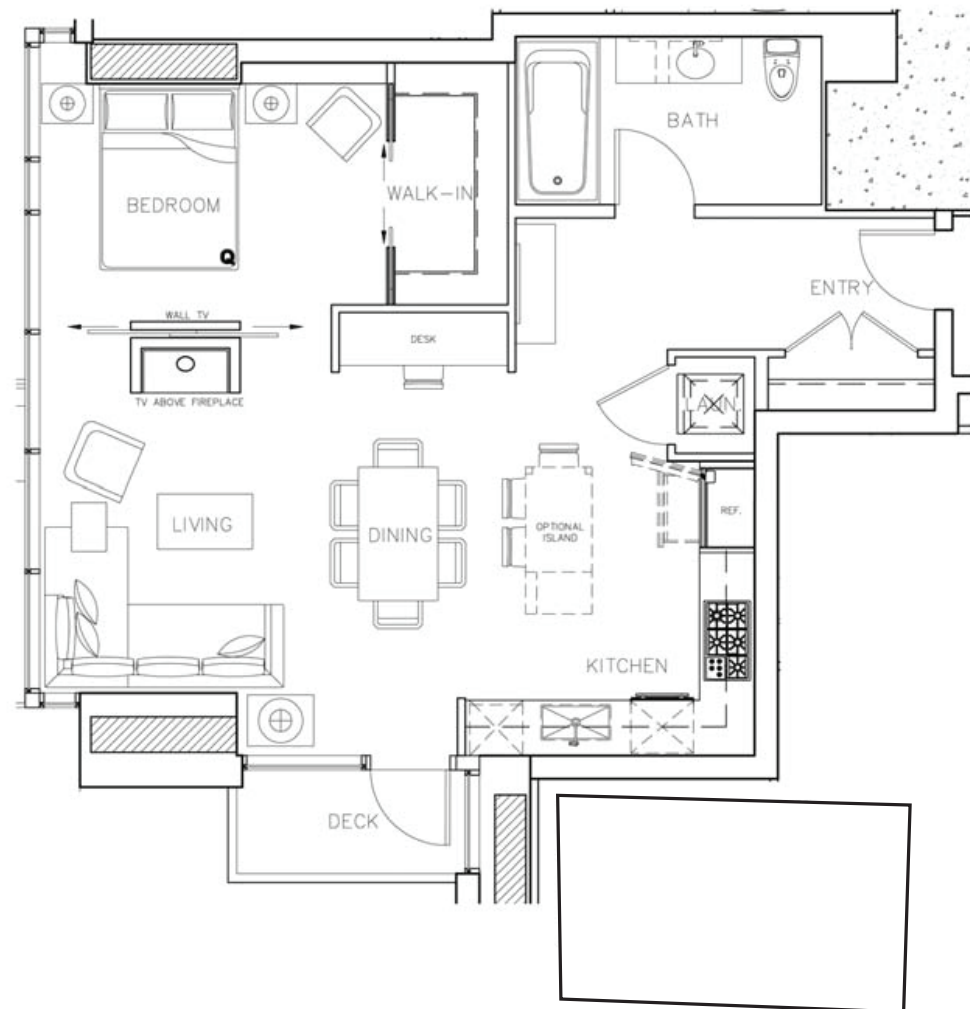 BATH
WALK-IN
BEDROOM
Q
ENTRY
WALL TV
DESK
TV ABOVE FIREPLACE
REF.
LIVING
DINING
OPTIONAL
ISLAND
KITCHEN
DECK